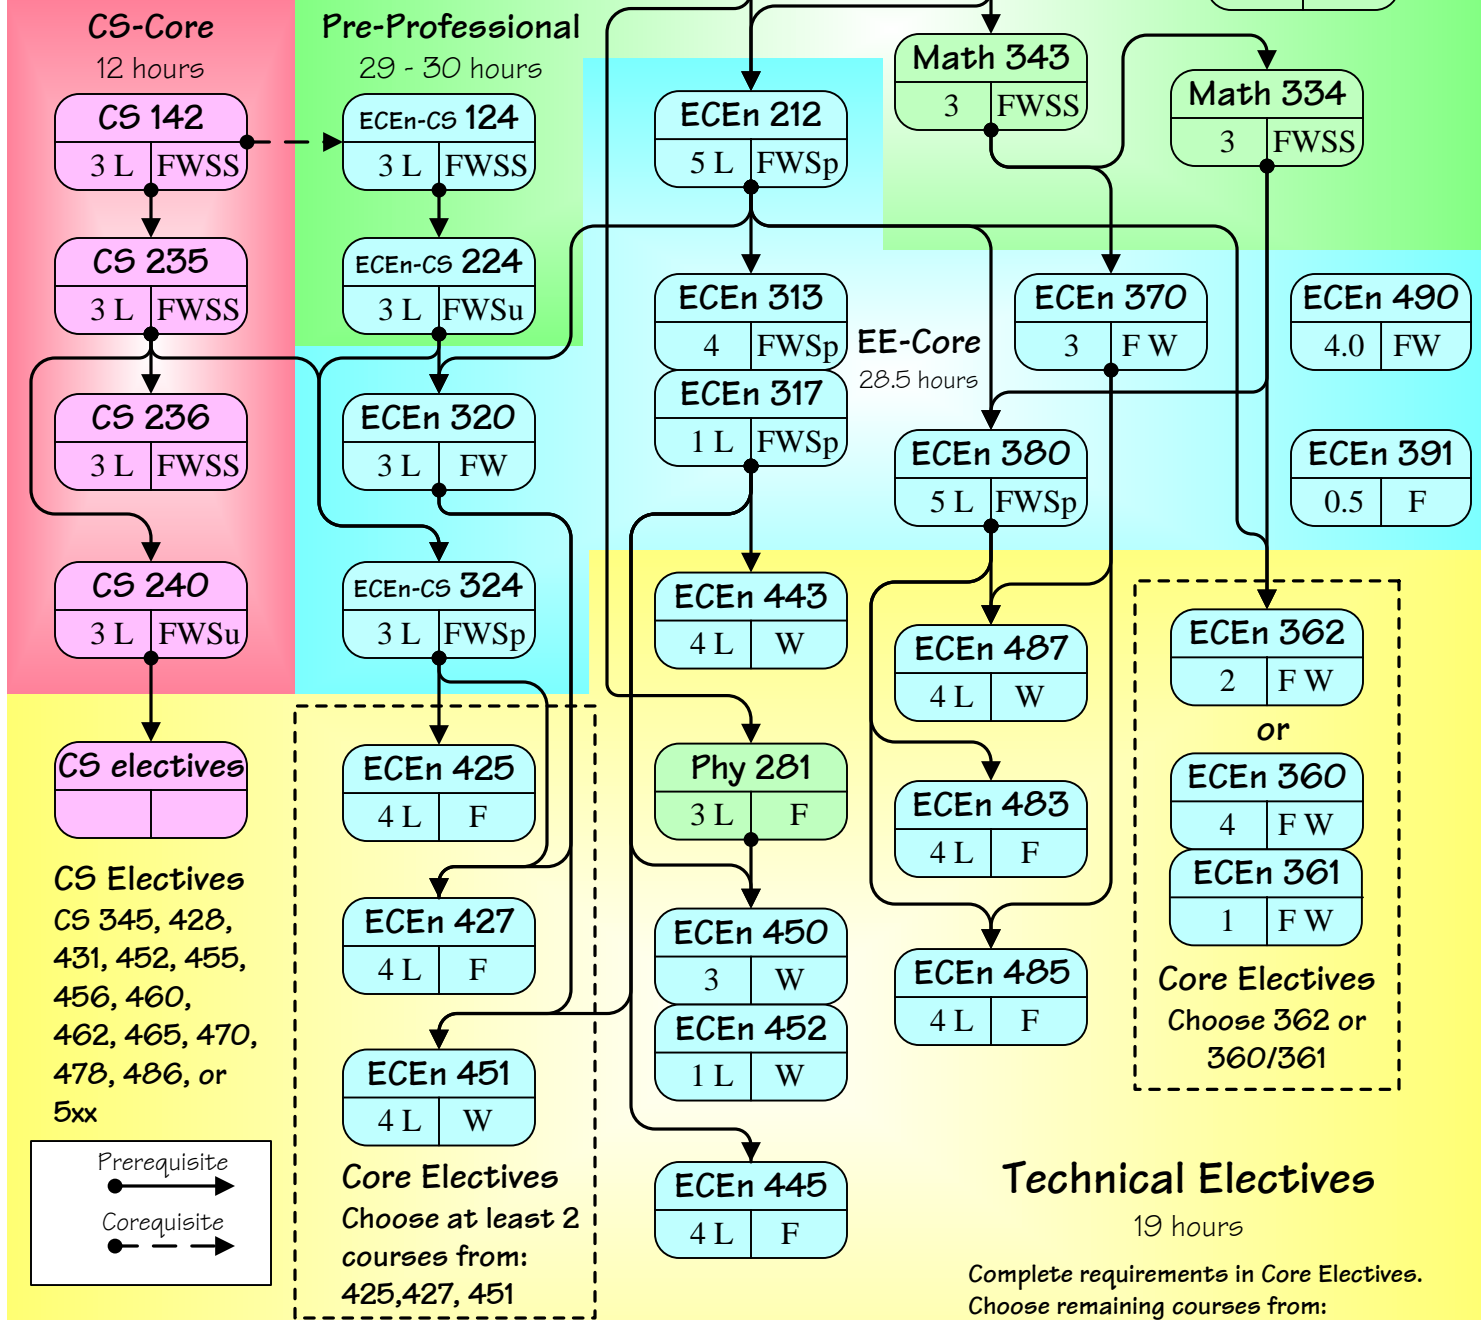 CS-Core
12 hours
CS 142
3 L FWSS
CS 235
3 L FWSS
CS 236
3 L FWSS
CS 240
3 L FWSu
CS electives
CS Electives
CS 345, 428,
431, 452, 455,
456, 460,
462, 465, 470,
478, 486, or
5xx
Prerequisite
Corequisite
Pre-Professional
29 - 30 hours
ECEn-CS 124
3 L FWSS
ECEn-CS 224
3 L FWSu
ECEn 320
3 L FW
ECEn-CS 324
3 L FWSp
ECEn 425
4 L F
ECEn 427
4 L F
ECEn 451
4 L W
Core Electives
Choose at least 2
courses from:
425,427, 451
ECEn 212
5 L FWSp
ECEn 313
4 FWSp
ECEn 317
1 L FWSp
EE-Core
28.5 hours
ECEn 443
4 L W
Phy 281
3 L F
ECEn 450
3 W
ECEn 452
1 L W
ECEn 445
4 L F
Math 343
3 FWSS
ECEn 370
3 F W
ECEn 380
5 L FWSp
ECEn 487
4 L W
ECEn 483
4 L F
ECEn 485
4 L F
Math 334
3 FWSS
ECEn 490
4.0 FW
ECEn 391
0.5 F
ECEn 362
2 F W
or
ECEn 360
4 F W
ECEn 361
1 F W
Core Electives
Choose 362 or
360/361
Technical Electives
19 hours
Complete requirements in Core Electives.
Choose remaining courses from: